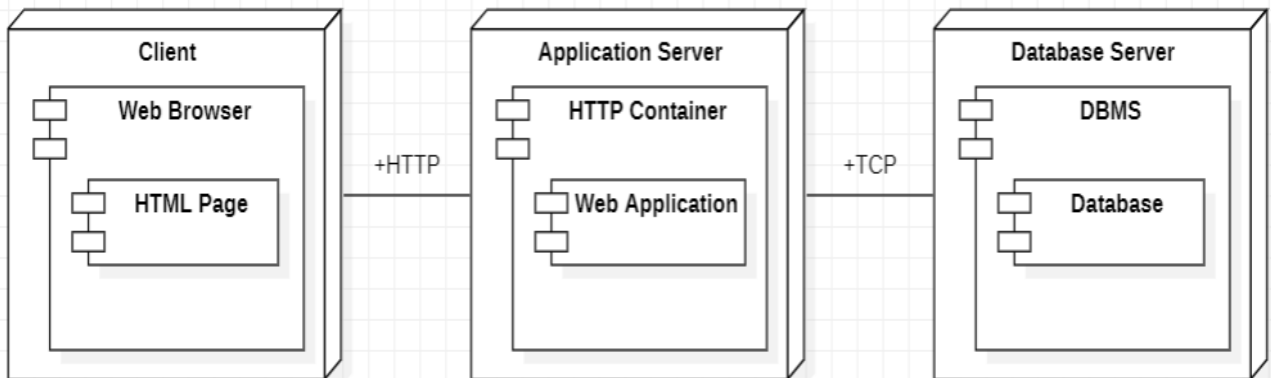 Client
Web Browser
HTML Page
+HTTP
Application Server
HTTP Container
Web Application
+TCP
Database Server
DBMS
Database